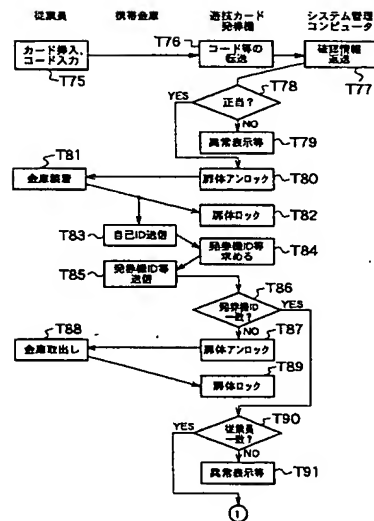 従業員
携帯金庫
遊技カード
発券機
システム管理
コンピュータ
カード挿入、
コード入力
T75
T76
コード等の
伝送
確認情報
返送
T77
T78
正当?
YES
NO
異常表示等
T79
T81
金庫装着
扉体アンロック
T80
扉体ロック
T82
T83
自己ID送信
発券機ID等
求める
T84
T85
発券機ID等
送信
T86
発券機ID
一致?
YES
NO
T88
T87
金庫取出し
扉体アンロック
扉体ロック
T89
T90
YES
従業員
一致?
NO
異常表示等
T91
1